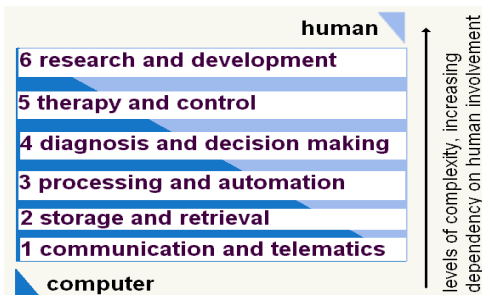 human
6 research and development
5 therapy and control
4 diagnosis and decision making
3 processing and automation
2 storage and retrieval
1 communication and telematics
computer
levels of complexity, increasing
dependency on human involvement